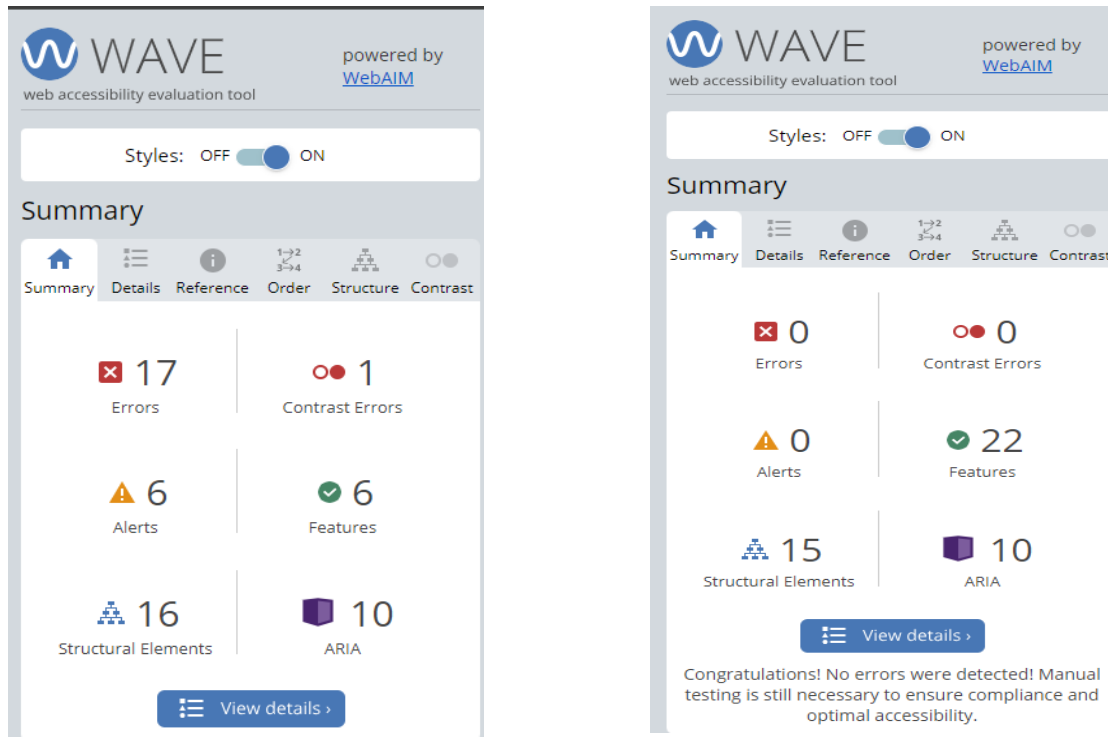 WAVE
powered by
WebAIM
web accessibility evaluation tool
Styles: OFF ON
Summary
Summary Details Reference Order Structure Contrast
17 1
Errors Contrast Errors
6 6
Alerts Features
16 10
Structural Elements ARIA
View details ›
WAVE
powered by
WebAIM
web accessibility evaluation tool
Styles: OFF ON
Summary
Summary Details Reference Order Structure Contrast
0 0
Errors Contrast Errors
0 22
Alerts Features
15 10
Structural Elements ARIA
View details ›
Congratulations! No errors were detected! Manual
testing is still necessary to ensure compliance and
optimal accessibility.